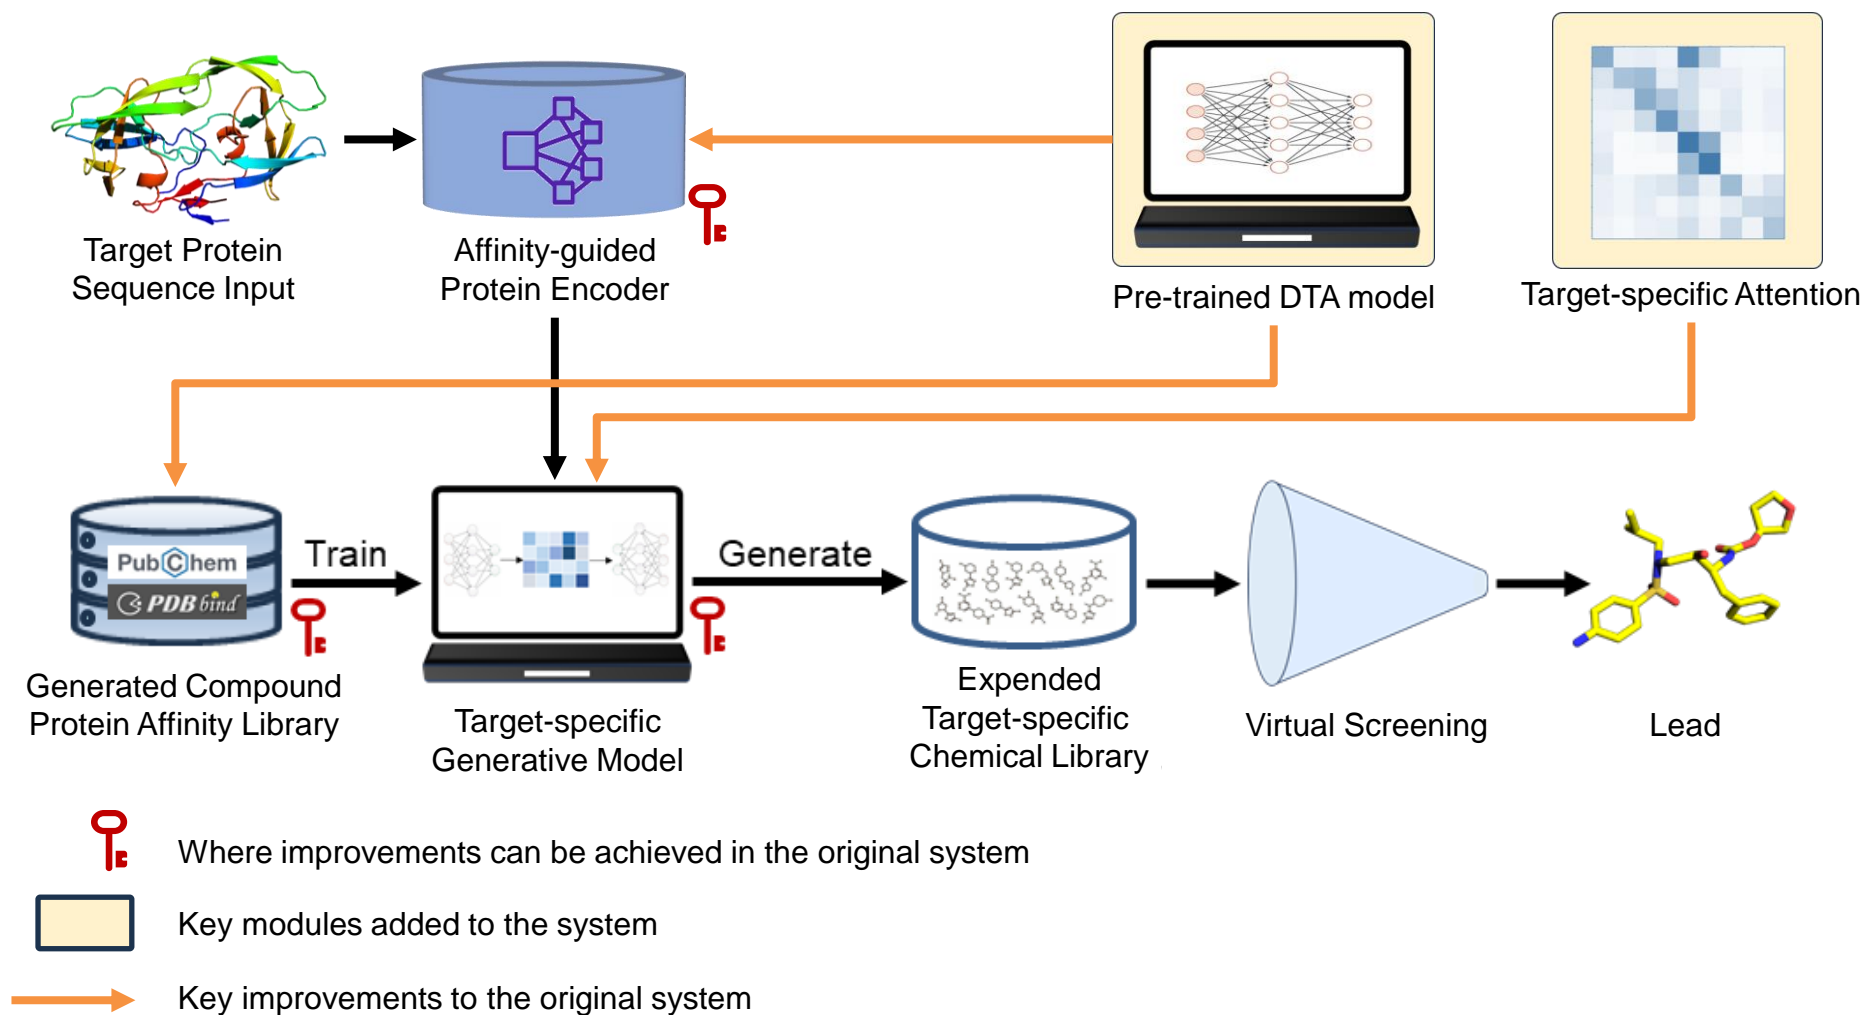 Target Protein
Sequence Input
Affinity-guided
Protein Encoder
Pre-trained DTA model
Target-specific Attention
PubChem
PDBbind
Train
Generate
Generated Compound
Protein Affinity Library
Target-specific
Generative Model
Expended
Target-specific
Chemical Library
Virtual Screening
Lead
Where improvements can be achieved in the original system
Key modules added to the system
Key improvements to the original system